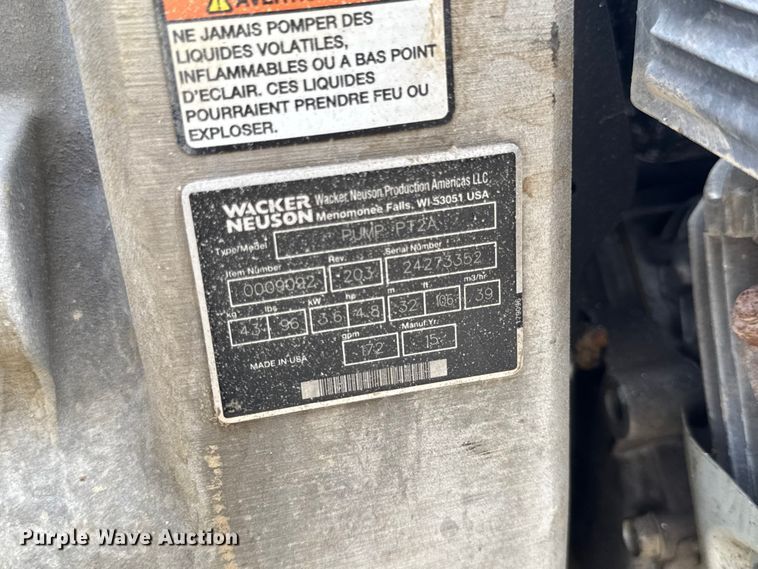 AVERTISSEMENT
NE JAMAIS POMPER DES
LIQUIDES VOLATILES,
INFLAMMABLES OU A BAS POINT
D'ECLAIR. CES LIQUIDES
POURRAIENT PRENDRE FEU OU
EXPLOSER.
WACKER NEUSON Wacker Neuson Production Americas LLC.
Menomonee Falls, WI 53051 USA
Type/Model PUMP PT2A
Item Number Rev. Serial Number
0009092 203 24273352
kg lbs kW hp m ft m3/hr
43 96 3.6 4.8 32 106 39
gpm Manuf.Yr.
MADE IN USA 172 15
Purple Wave Auction